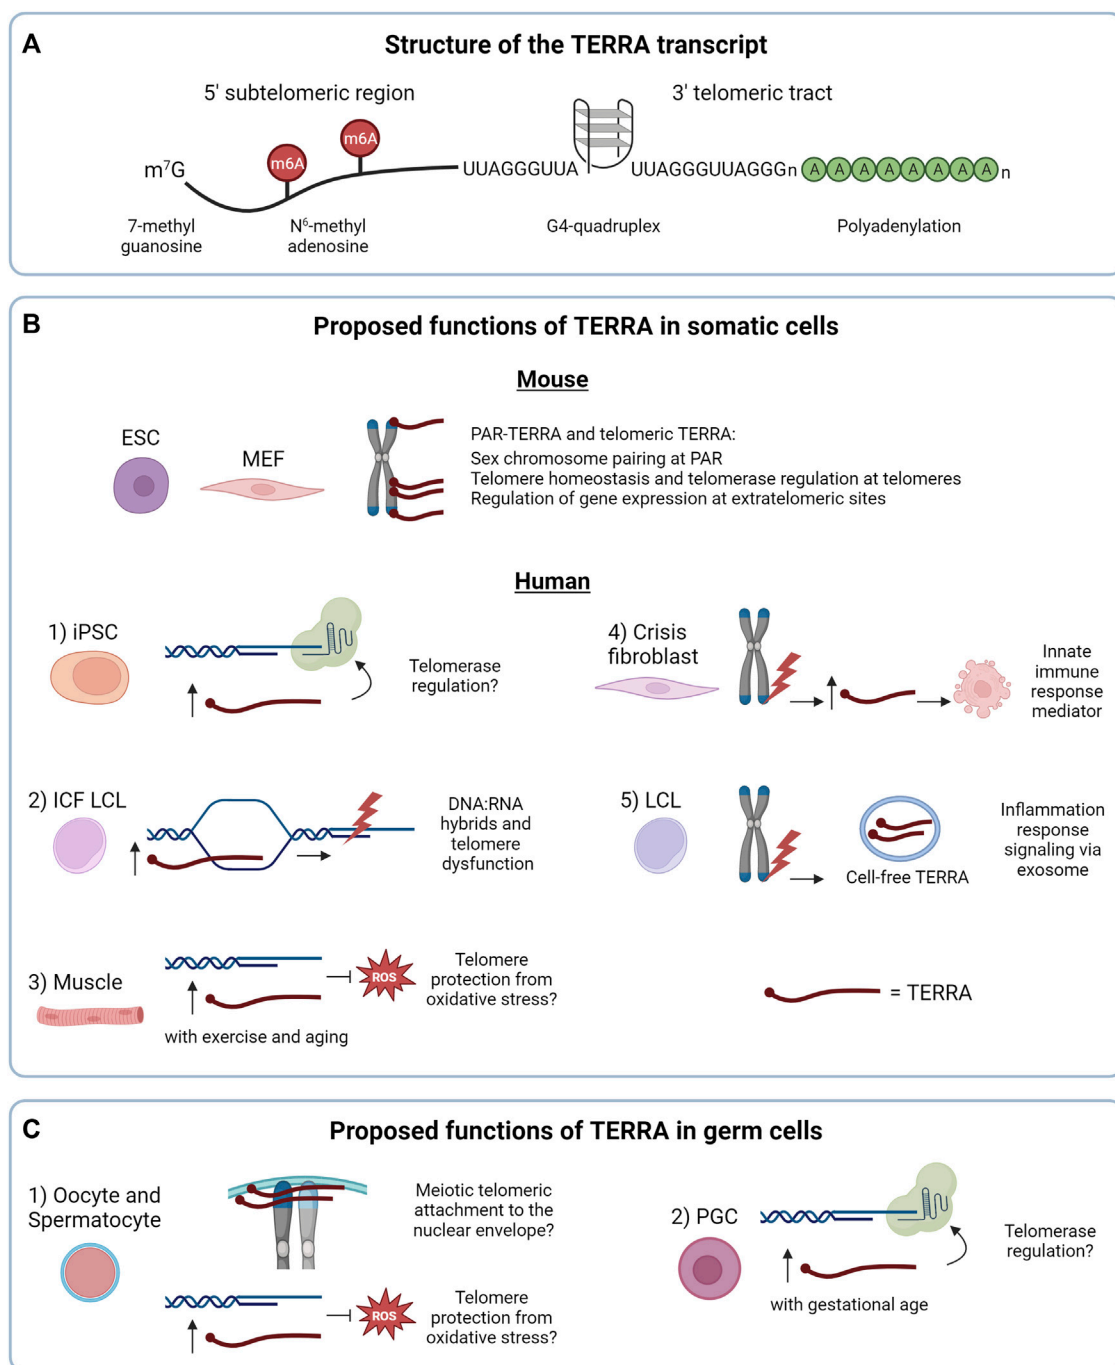 A
Structure of the TERRA transcript
5' subtelomeric region
3' telomeric tract
m6A
m6A
m⁷G
UUAGGGUUA
UUAGGGUUAGGGn
A A A A A A A A n
7-methyl
guanosine
N⁶-methyl
adenosine
G4-quadruplex
Polyadenylation
B
Proposed functions of TERRA in somatic cells
Mouse
ESC
MEF
PAR-TERRA and telomeric TERRA:
Sex chromosome pairing at PAR
Telomere homeostasis and telomerase regulation at telomeres
Regulation of gene expression at extratelomeric sites
Human
1) iPSC
Telomerase
regulation?
4) Crisis
fibroblast
Innate
immune
response
mediator
2) ICF LCL
DNA:RNA
hybrids and
telomere
dysfunction
5) LCL
Cell-free TERRA
Inflammation
response
signaling via
exosome
3) Muscle
ROS
with exercise and aging
Telomere
protection from
oxidative stress?
= TERRA
C
Proposed functions of TERRA in germ cells
1) Oocyte and
Spermatocyte
Meiotic telomeric
attachment to the
nuclear envelope?
ROS
Telomere
protection from
oxidative stress?
2) PGC
with gestational age
Telomerase
regulation?